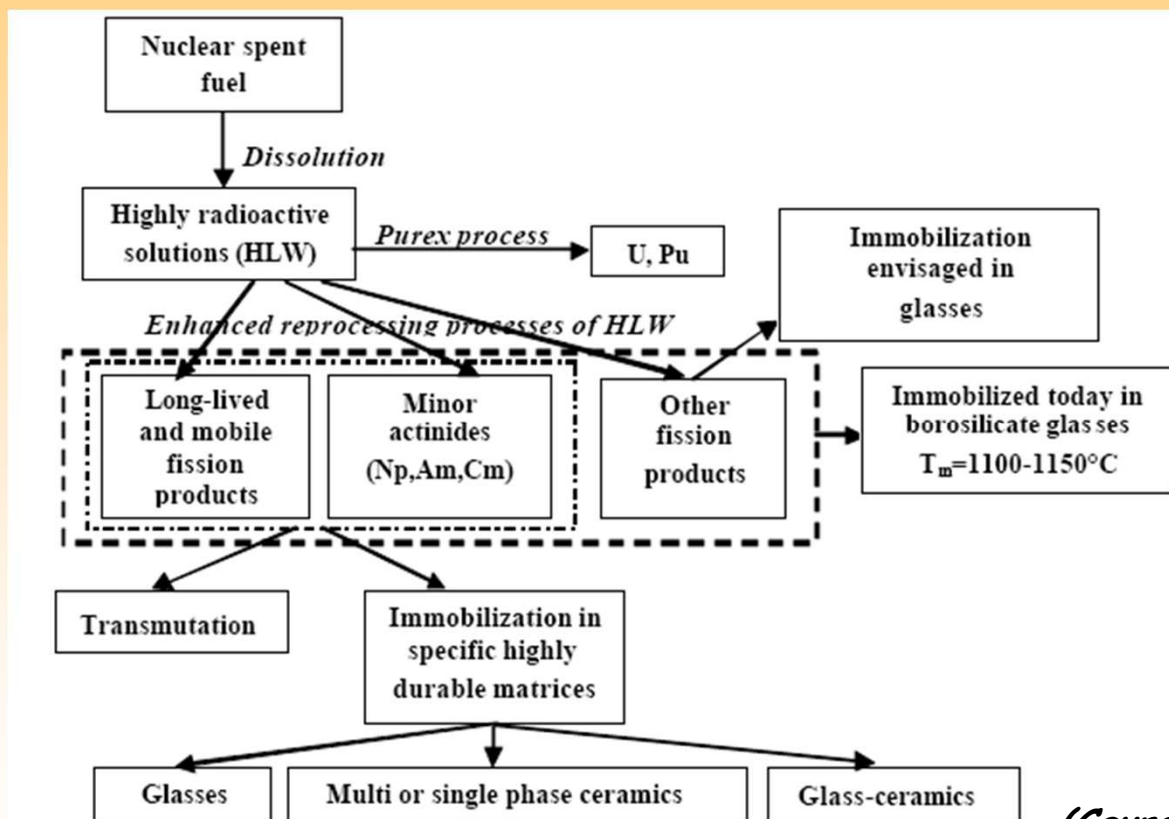 Nuclear spent
fuel
Dissolution
Highly radioactive
solutions (HLW)
Purex process
U, Pu
Immobilization
envisaged in
glasses
Enhanced reprocessing processes of HLW
Long-lived
and mobile
fission
products
Minor
actinides
(Np,Am,Cm)
Other
fission
products
Immobilized today in
borosilicate glasses
Tm=1100-1150°C
Transmutation
Immobilization in
specific highly
durable matrices
Glasses
Multi or single phase ceramics
Glass-ceramics